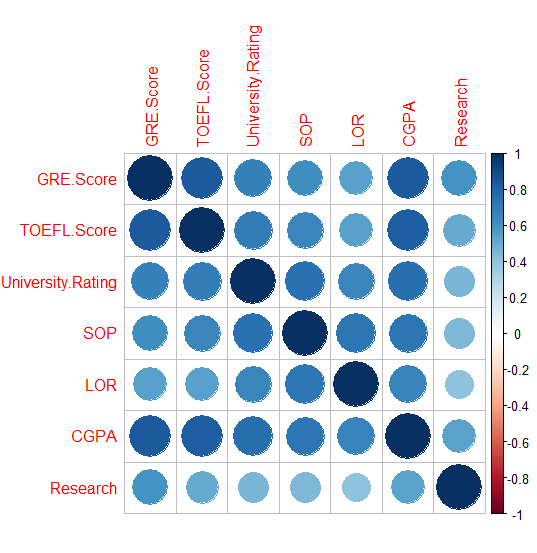 GRE.Score
TOEFL.Score
University.Rating
SOP
LOR
CGPA
Research
GRE.Score
TOEFL.Score
University.Rating
SOP
LOR
CGPA
Research
1
0.8
0.6
0.4
0.2
0
-0.2
-0.4
-0.6
-0.8
-1